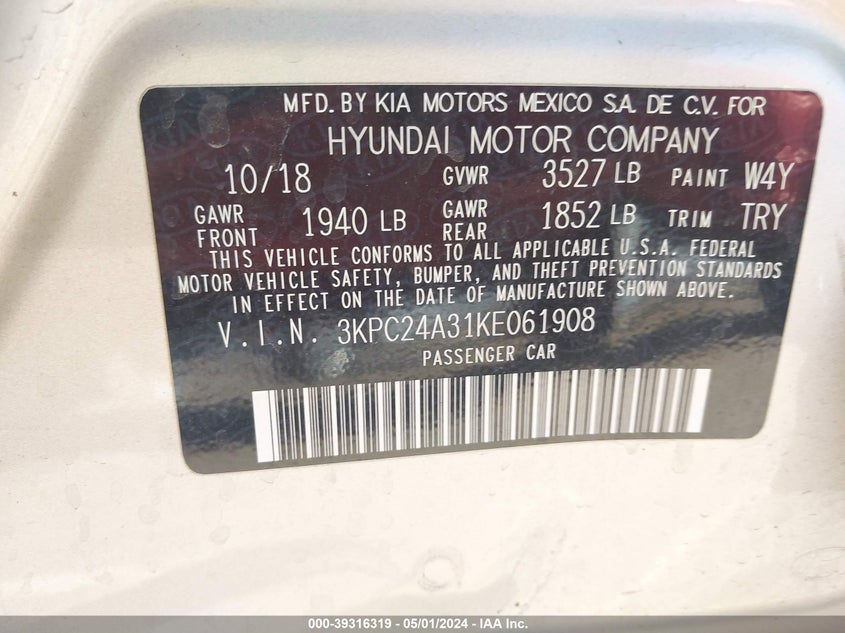 MFD. BY KIA MOTORS MEXICO S.A. DE C.V. FOR
HYUNDAI MOTOR COMPANY
10/18 GVWR 3527 LB PAINT W4Y
GAWR FRONT 1940 LB GAWR REAR 1852 LB TRIM TRY
THIS VEHICLE CONFORMS TO ALL APPLICABLE U.S.A. FEDERAL
MOTOR VEHICLE SAFETY, BUMPER, AND THEFT PREVENTION STANDARDS
IN EFFECT ON THE DATE OF MANUFACTURE SHOWN ABOVE.
V.I.N. 3KPC24A31KE061908
PASSENGER CAR
000-39316319 - 05/01/2024 - IAA Inc.